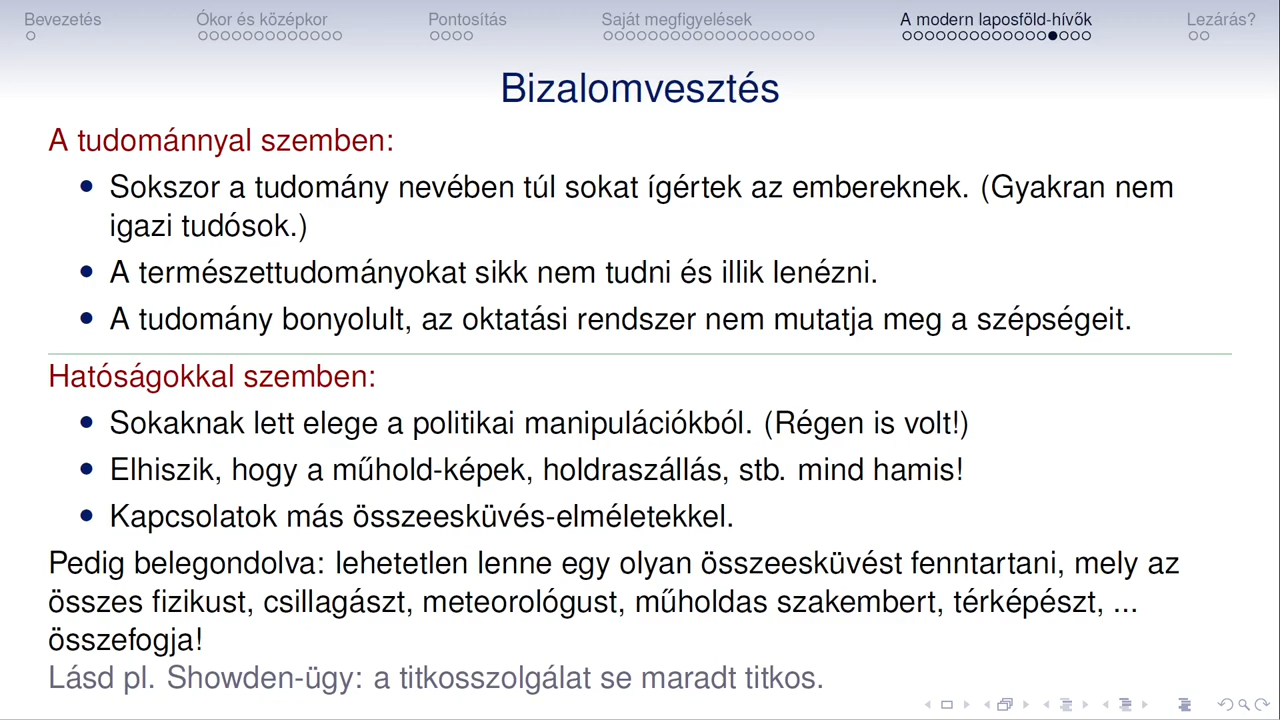 Bevezetés Ókor és középkor Pontosítás Saját megfigyelések A modern laposföld-hívők Lezárás?
Bizalomvesztés
A tudománnyal szemben:
Sokszor a tudomány nevében túl sokat ígértek az embereknek. (Gyakran nem
igazi tudósok.)
A természettudományokat sikk nem tudni és illik lenézni.
A tudomány bonyolult, az oktatási rendszer nem mutatja meg a szépségeit.
Hatóságokkal szemben:
Sokaknak lett elege a politikai manipulációkból. (Régen is volt!)
Elhiszik, hogy a műhold-képek, holdraszállás, stb. mind hamis!
Kapcsolatok más összeesküvés-elméletekkel.
Pedig belegondolva: lehetetlen lenne egy olyan összeesküvést fenntartani, mely az
összes fizikust, csillagászt, meteorológust, műholdas szakembert, térképészt, ...
összefogja!
Lásd pl. Showden-ügy: a titkosszolgálat se maradt titkos.